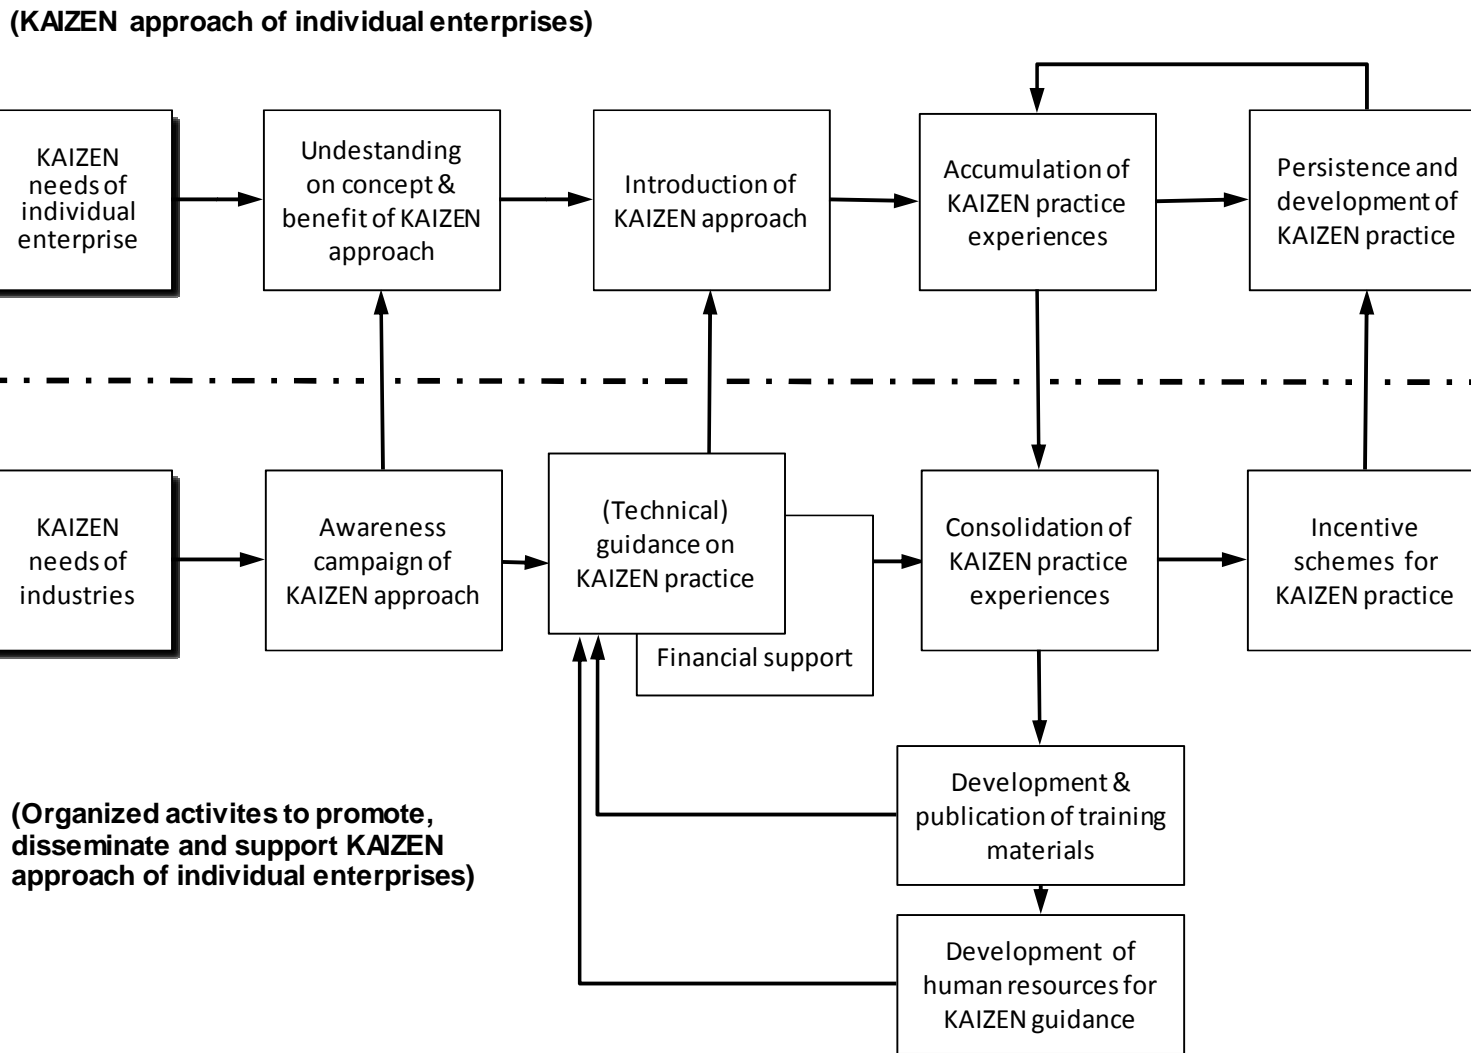 (KAIZEN approach of individual enterprises)
KAIZEN
needs of
individual
enterprise
Undestanding
on concept &
benefit of KAIZEN
approach
Introduction of
KAIZEN approach
Accumulation of
KAIZEN practice
experiences
Persistence and
development of
KAIZEN practice
KAIZEN
needs of
industries
Awareness
campaign of
KAIZEN approach
(Technical)
guidance on
KAIZEN practice
Financial support
Consolidation of
KAIZEN practice
experiences
Incentive
schemes for
KAIZEN practice
Development &
publication of training
materials
(Organized activites to promote,
disseminate and support KAIZEN
approach of individual enterprises)
Development of
human resources for
KAIZEN guidance